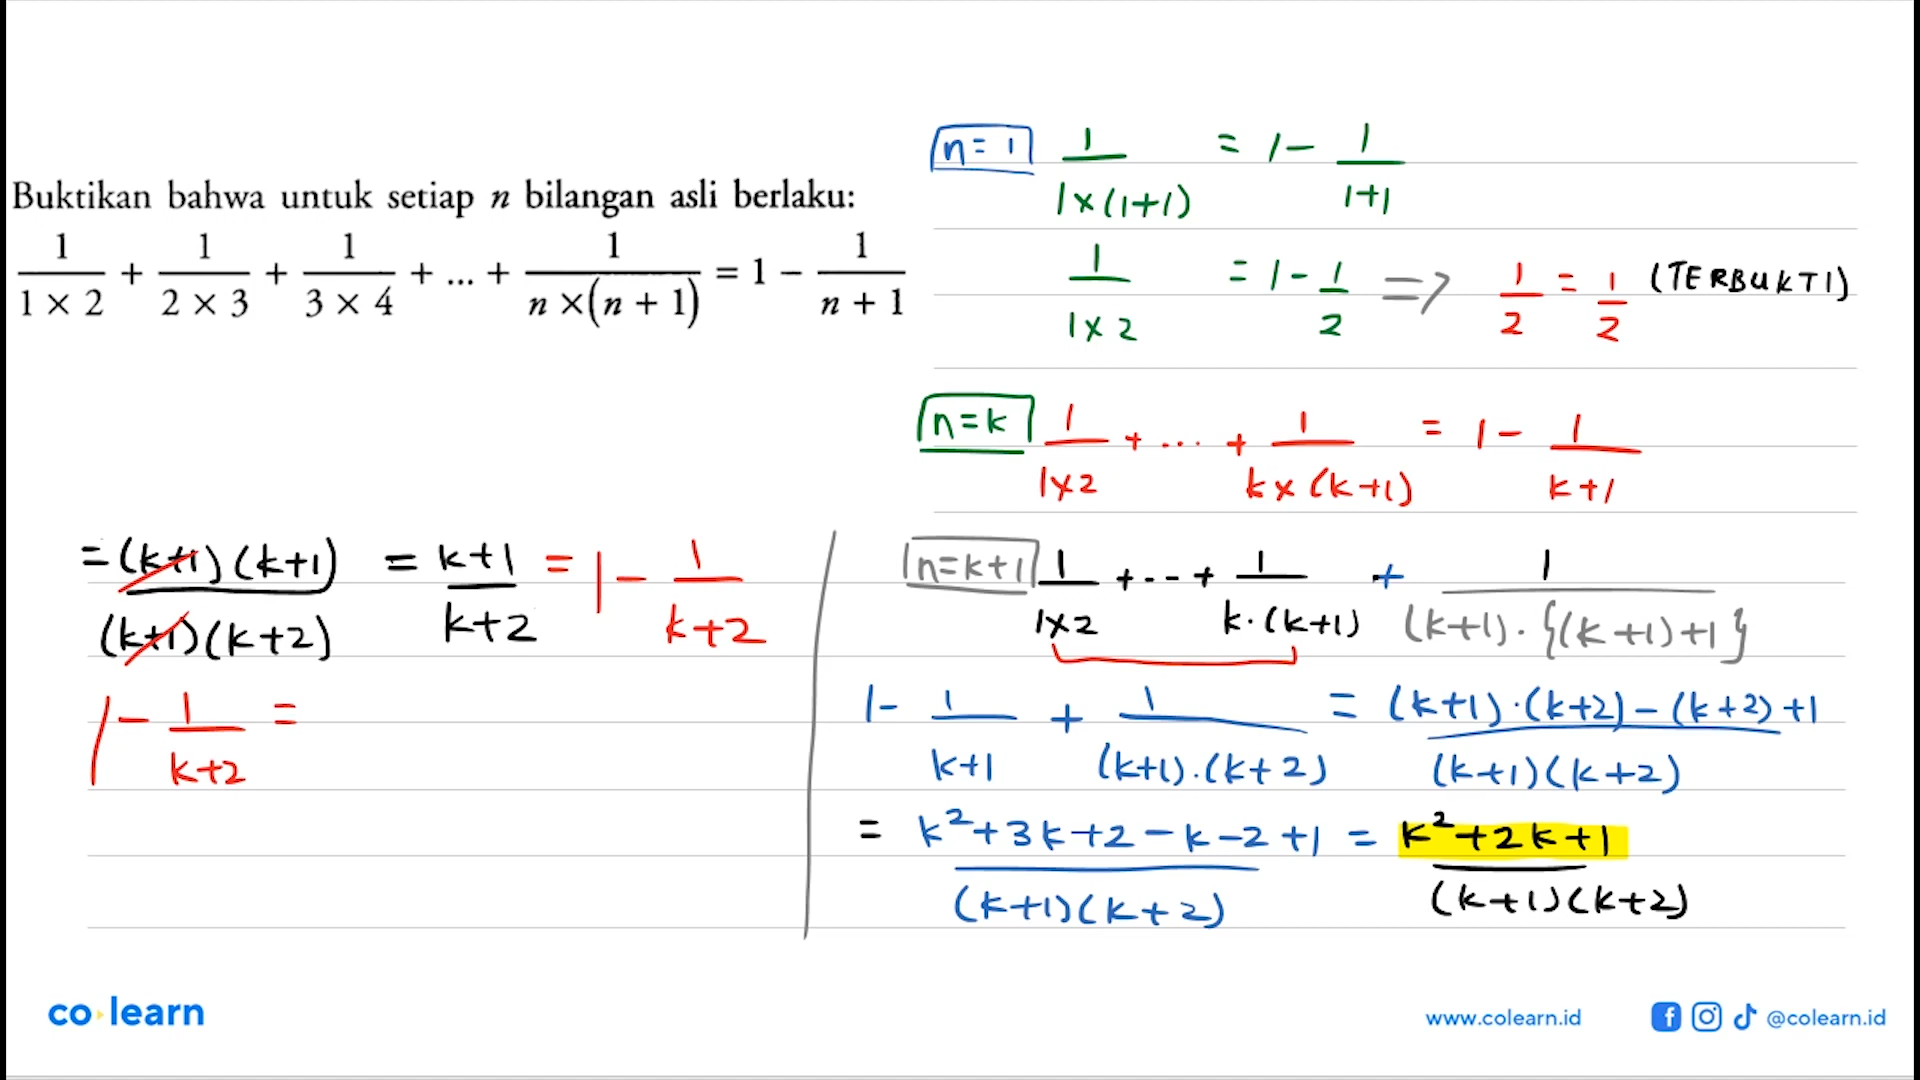 Buktikan bahwa untuk setiap n bilangan asli berlaku:
1/(1 × 2) + 1/(2 × 3) + 1/(3 × 4) + ... + 1/(n ×(n + 1)) = 1 − 1/(n + 1)
n = 1 1/(1×(1+1)) = 1 − 1/(1+1)
1/(1×2) = 1 − 1/2 => 1/2 = 1/2 (TERBUKTI)
n=k 1/(1×2) + ... + 1/(k×(k+1)) = 1 − 1/(k+1)
n=k+1 1/(1×2) + ... + 1/(k·(k+1)) + 1/((k+1)·{(k+1)+1})
1 − 1/(k+1) + 1/((k+1)·(k+2)) = ((k+1)·(k+2) − (k+2) + 1)/((k+1)(k+2))
= (k²+3k+2−k−2+1)/((k+1)(k+2)) = (k²+2k+1)/((k+1)(k+2))
= ((k+1)(k+1))/((k+1)(k+2)) = (k+1)/(k+2) = 1 − 1/(k+2)
1 − 1/(k+2) =
co learn
www.colearn.id @colearn.id